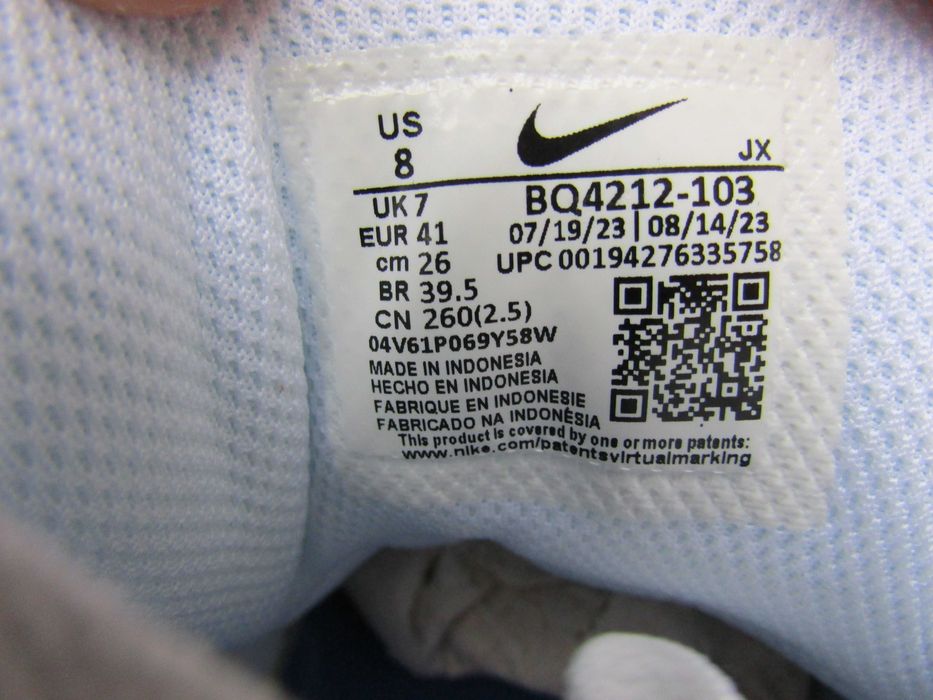 US
8
JX
UK 7
BQ4212-103
EUR 41
07/19/23 | 08/14/23
cm 26
UPC 00194276335758
BR 39.5
CN 260(2.5)
04V61P069Y58W
MADE IN INDONESIA
HECHO EN INDONESIA
FABRIQUE EN INDONESIE
FABRICADO NA INDONÉSIA
This product is covered by one or more patents:
www.nike.com/patentsvirtualmarking